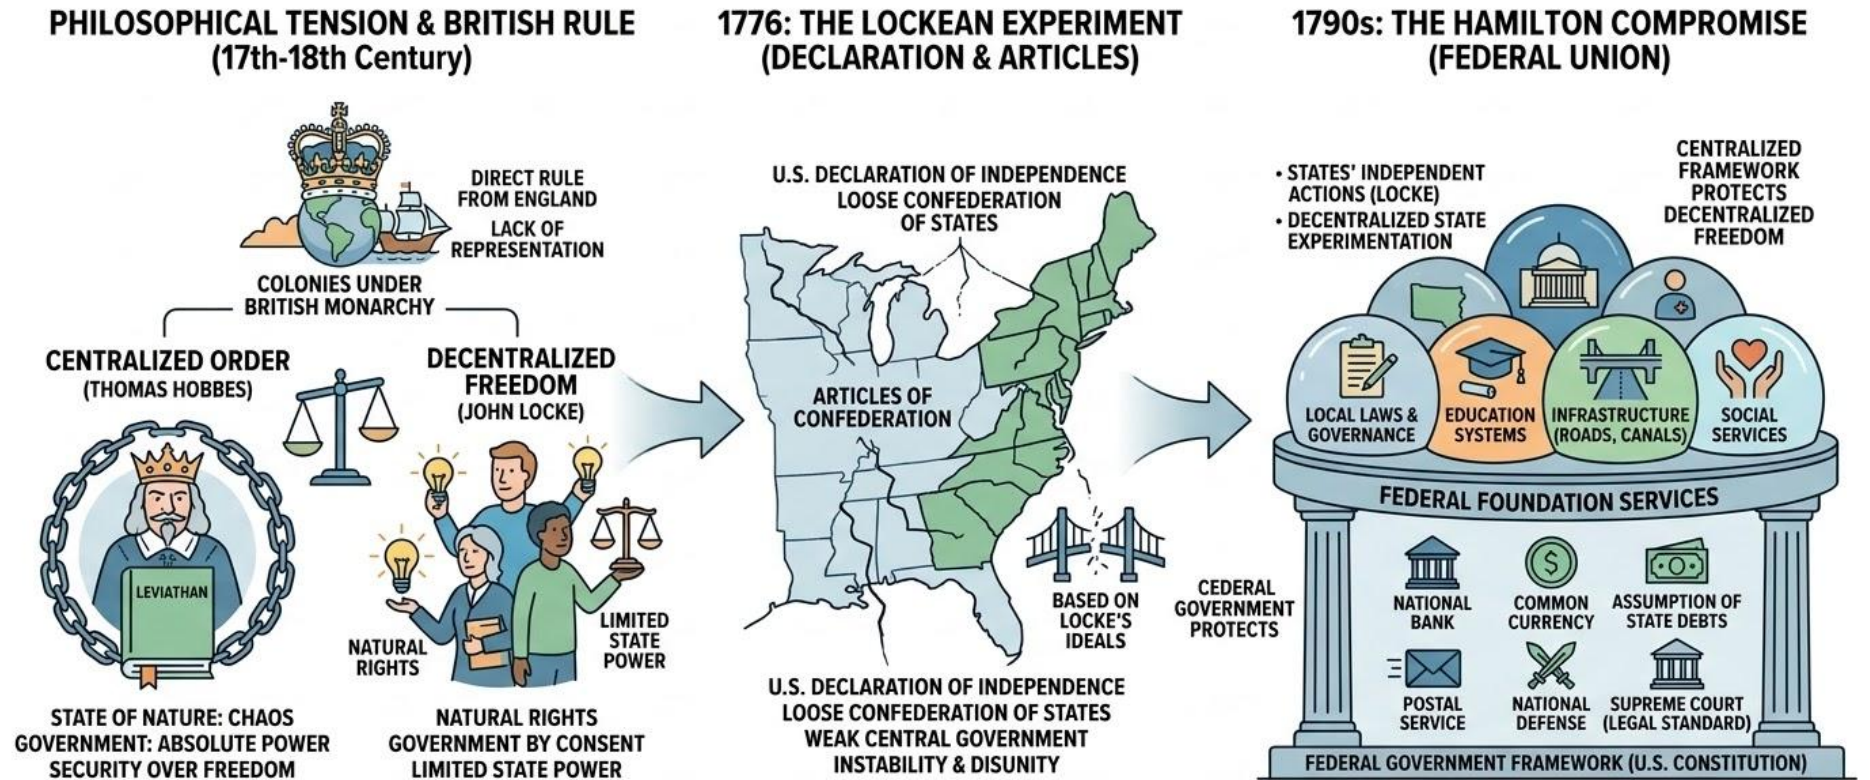 PHILOSOPHICAL TENSION & BRITISH RULE
(17th-18th Century)
DIRECT RULE
FROM ENGLAND
LACK OF
REPRESENTATION
COLONIES UNDER
BRITISH MONARCHY
CENTRALIZED ORDER
(THOMAS HOBBES)
LEVIATHAN
STATE OF NATURE: CHAOS
GOVERNMENT: ABSOLUTE POWER
SECURITY OVER FREEDOM
DECENTRALIZED
FREEDOM
(JOHN LOCKE)
NATURAL
RIGHTS
LIMITED
STATE
POWER
NATURAL RIGHTS
GOVERNMENT BY CONSENT
LIMITED STATE POWER
1776: THE LOCKEAN EXPERIMENT
(DECLARATION & ARTICLES)
U.S. DECLARATION OF INDEPENDENCE
LOOSE CONFEDERATION
OF STATES
ARTICLES OF
CONFEDERATION
BASED ON
LOCKE'S
IDEALS
U.S. DECLARATION OF INDEPENDENCE
LOOSE CONFEDERATION OF STATES
WEAK CENTRAL GOVERNMENT
INSTABILITY & DISUNITY
1790s: THE HAMILTON COMPROMISE
(FEDERAL UNION)
• STATES' INDEPENDENT
ACTIONS (LOCKE)
• DECENTRALIZED STATE
EXPERIMENTATION
CENTRALIZED
FRAMEWORK
PROTECTS
DECENTRALIZED
FREEDOM
LOCAL LAWS &
GOVERNANCE
EDUCATION
SYSTEMS
INFRASTRUCTURE
(ROADS, CANALS)
SOCIAL
SERVICES
FEDERAL FOUNDATION SERVICES
CEDERAL
GOVERNMENT
PROTECTS
NATIONAL
BANK
COMMON
CURRENCY
ASSUMPTION OF
STATE DEBTS
POSTAL
SERVICE
NATIONAL
DEFENSE
SUPREME COURT
(LEGAL STANDARD)
FEDERAL GOVERNMENT FRAMEWORK (U.S. CONSTITUTION)